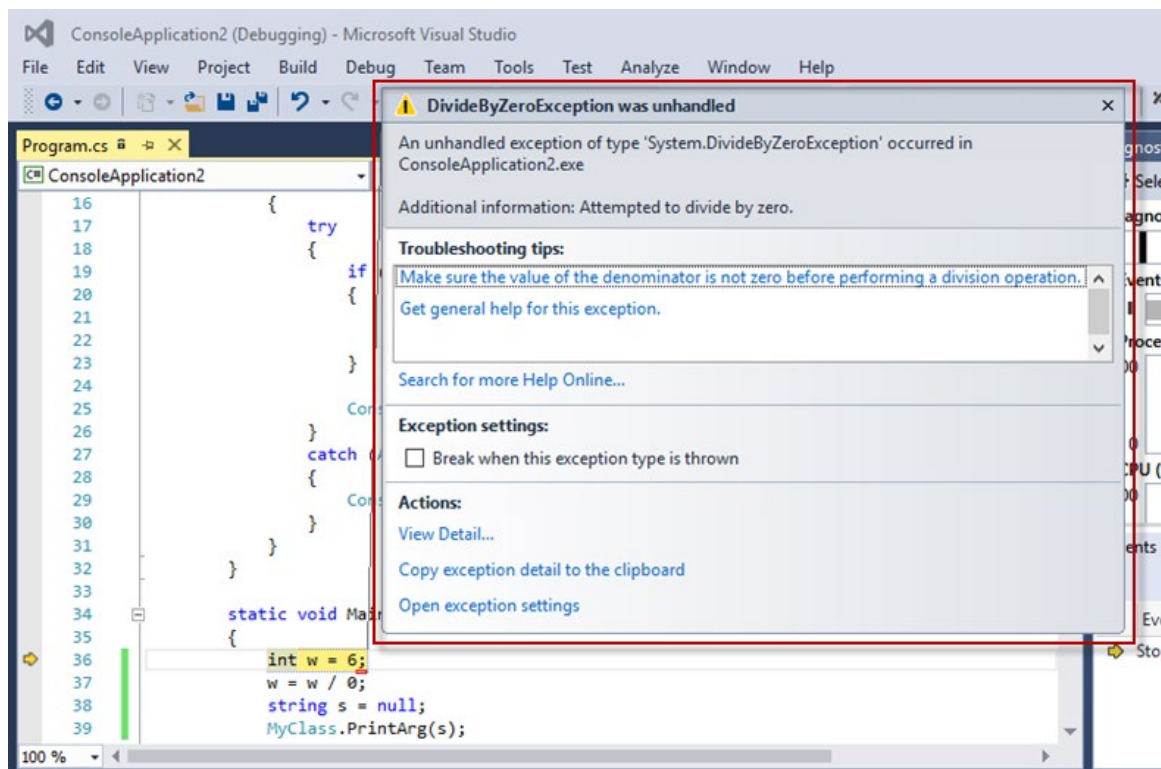 ConsoleApplication2 (Debugging) - Microsoft Visual Studio
File Edit View Project Build Debug Team Tools Test Analyze Window Help
DivideByZeroException was unhandled
Program.cs
An unhandled exception of type 'System.DivideByZeroException' occurred in
ConsoleApplication2.exe
ConsoleApplication2
Additional information: Attempted to divide by zero.
Troubleshooting tips:
Make sure the value of the denominator is not zero before performing a division operation.
Get general help for this exception.
Search for more Help Online...
Exception settings:
Break when this exception type is thrown
Actions:
View Detail...
Copy exception detail to the clipboard
Open exception settings
16 {
17 try
18 {
19 if
20 {
21
22
23 }
24
25
26 }
27 catch
28 {
29
30 }
31 }
32 }
33
34 static void
35 {
36 int w = 6;
37 w = w / 0;
38 string s = null;
39 MyClass.PrintArg(s);
100 %